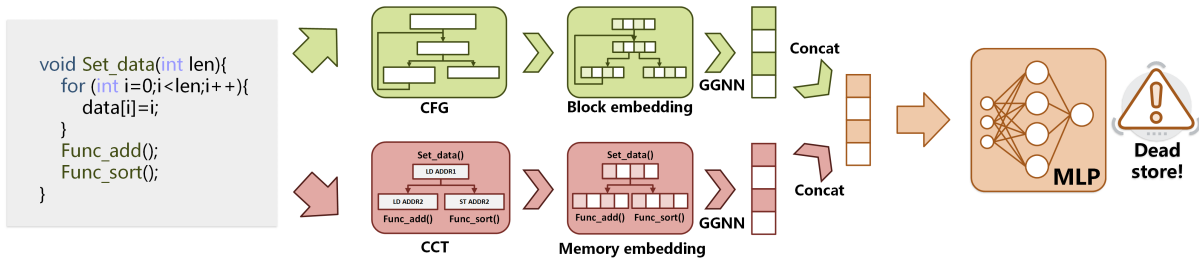 void Set_data(int len){
for (int i=0;i<len;i++){
data[i]=i;
}
Func_add();
Func_sort();
}
CFG
Block embedding
GGNN
Concat
Set_data()
LD ADDR1
LD ADDR2
ST ADDR2
Func_add()
Func_sort()
CCT
Set_data()
Func_add()
Func_sort()
Memory embedding
GGNN
Concat
MLP
Dead
store!